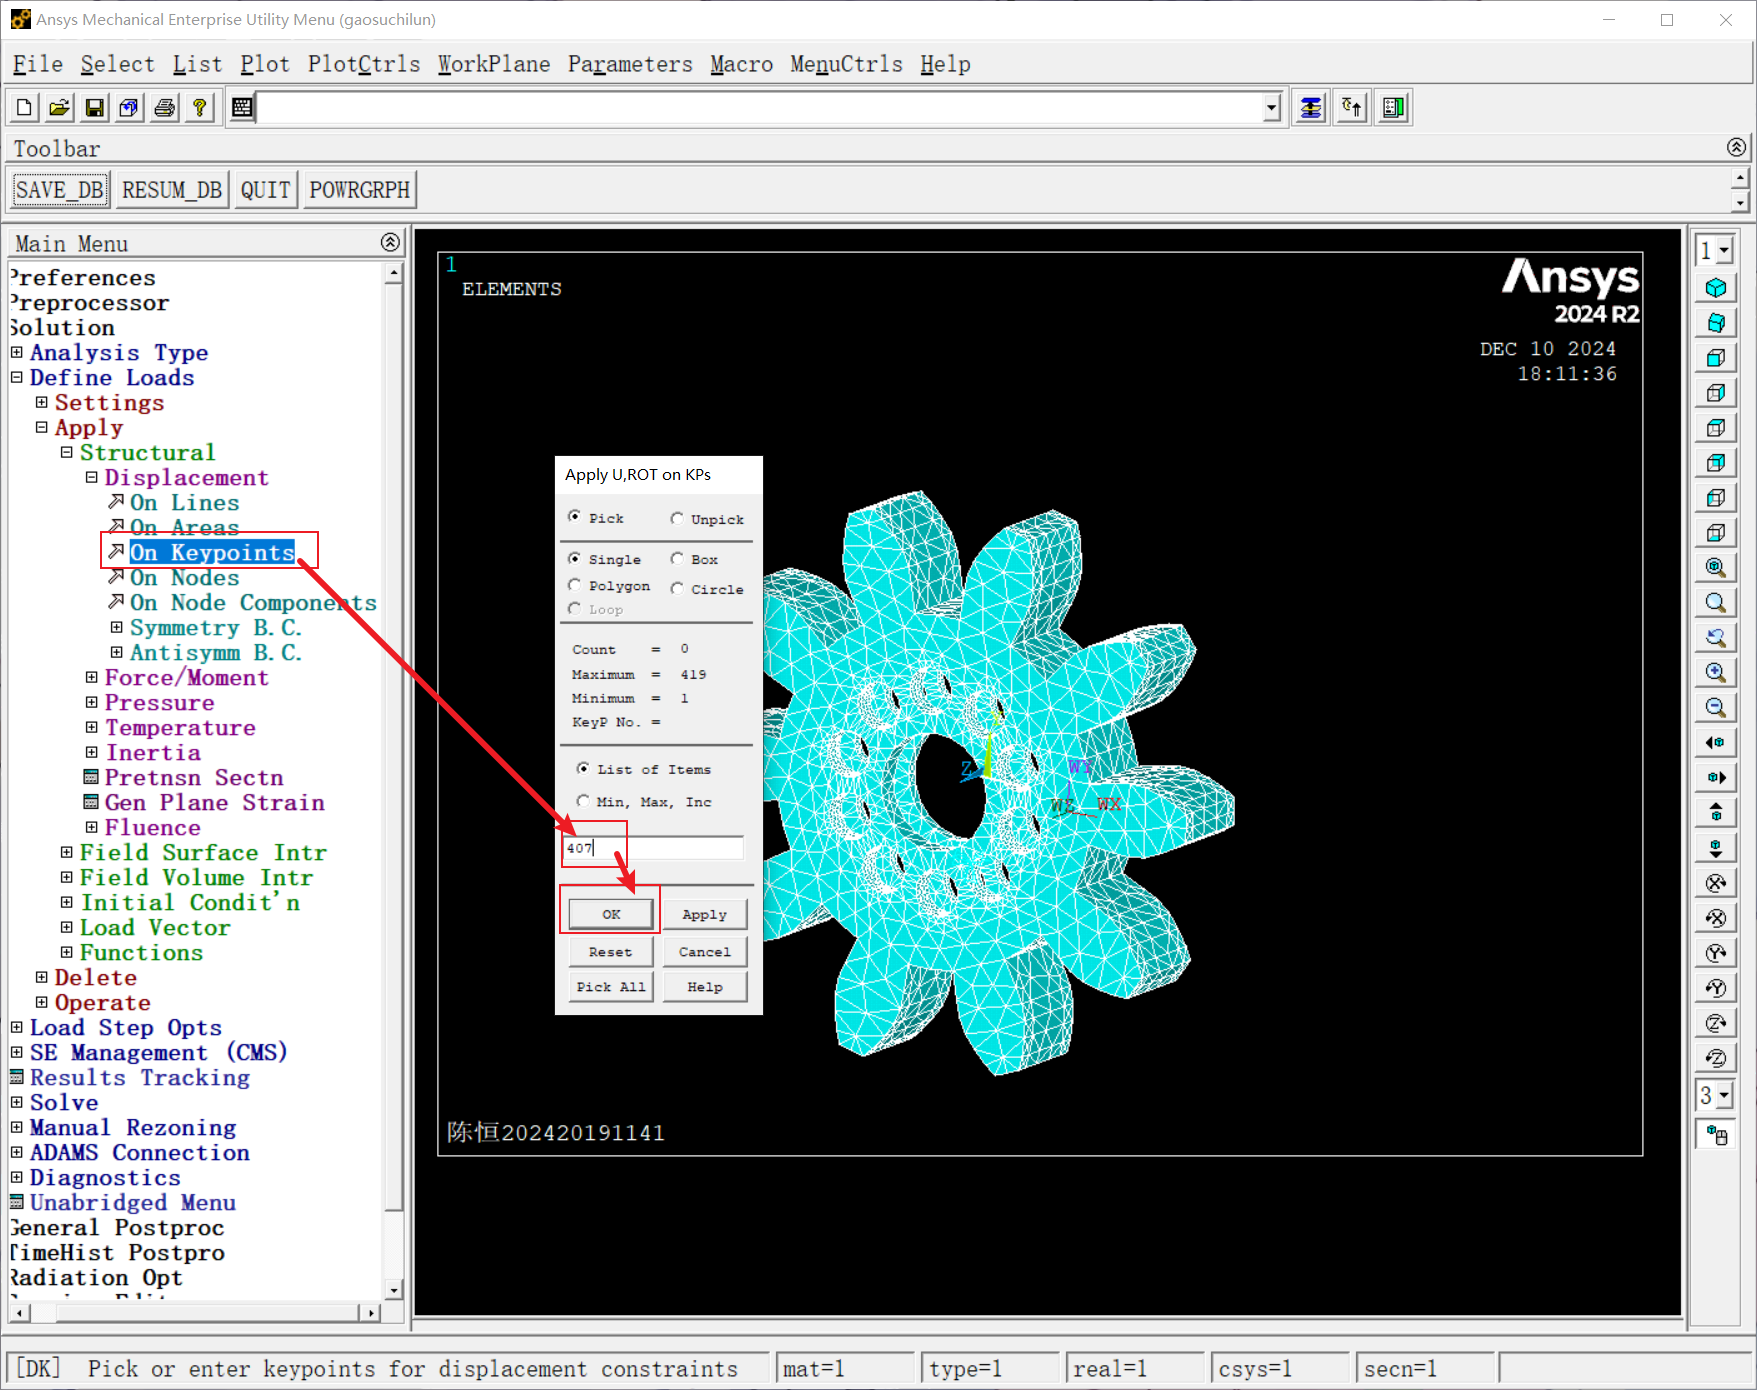 Ansys Mechanical Enterprise Utility Menu (gaosuchilun)
File Select List Plot PlotCtrls WorkPlane Parameters Macro MenuCtrls Help
Toolbar
SAVE_DB RESUM_DB QUIT POWRGRPH
Main Menu
Preferences
Preprocessor
Solution
Analysis Type
Define Loads
Settings
Apply
Structural
Displacement
On Lines
On Areas
On Keypoints
On Nodes
On Node Components
Symmetry B.C.
Antisymm B.C.
Force/Moment
Pressure
Temperature
Inertia
Pretnsn Sectn
Gen Plane Strain
Fluence
Field Surface Intr
Field Volume Intr
Initial Condit'n
Load Vector
Functions
Delete
Operate
Load Step Opts
SE Management (CMS)
Results Tracking
Solve
Manual Rezoning
ADAMS Connection
Diagnostics
Unabridged Menu
General Postproc
TimeHist Postpro
Radiation Opt
1
ELEMENTS
Ansys
2024 R2
DEC 10 2024
18:11:36
Apply U,ROT on KPs
Pick Unpick
Single Box
Polygon Circle
Loop
Count = 0
Maximum = 419
Minimum = 1
KeyP No. =
List of Items
Min, Max, Inc
407
OK Apply
Reset Cancel
Pick All Help
Y
Z
WY
WZ WX
陈恒202420191141
1
3
[DK] Pick or enter keypoints for displacement constraints mat=1 type=1 real=1 csys=1 secn=1